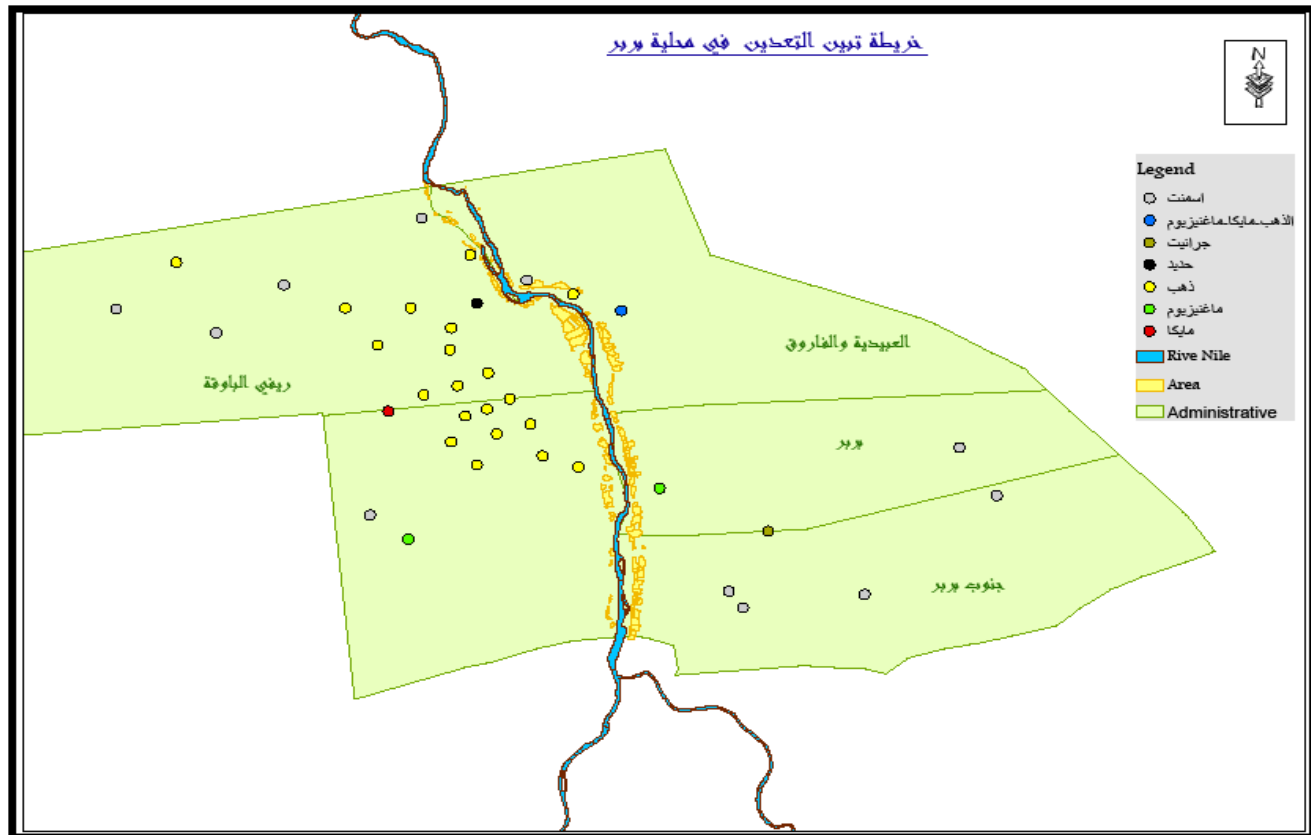 خريطة تبين التعدين في محلية بربر
N
Legend
اسمنت
الذهب-مايكا-ماغنيزيوم
جرانيت
حديد
ذهب
ماغنيزيوم
مايكا
Rive Nile
Area
Administrative
العبيدية والفاروق
ريفي الباوقة
بربر
جنوب بربر